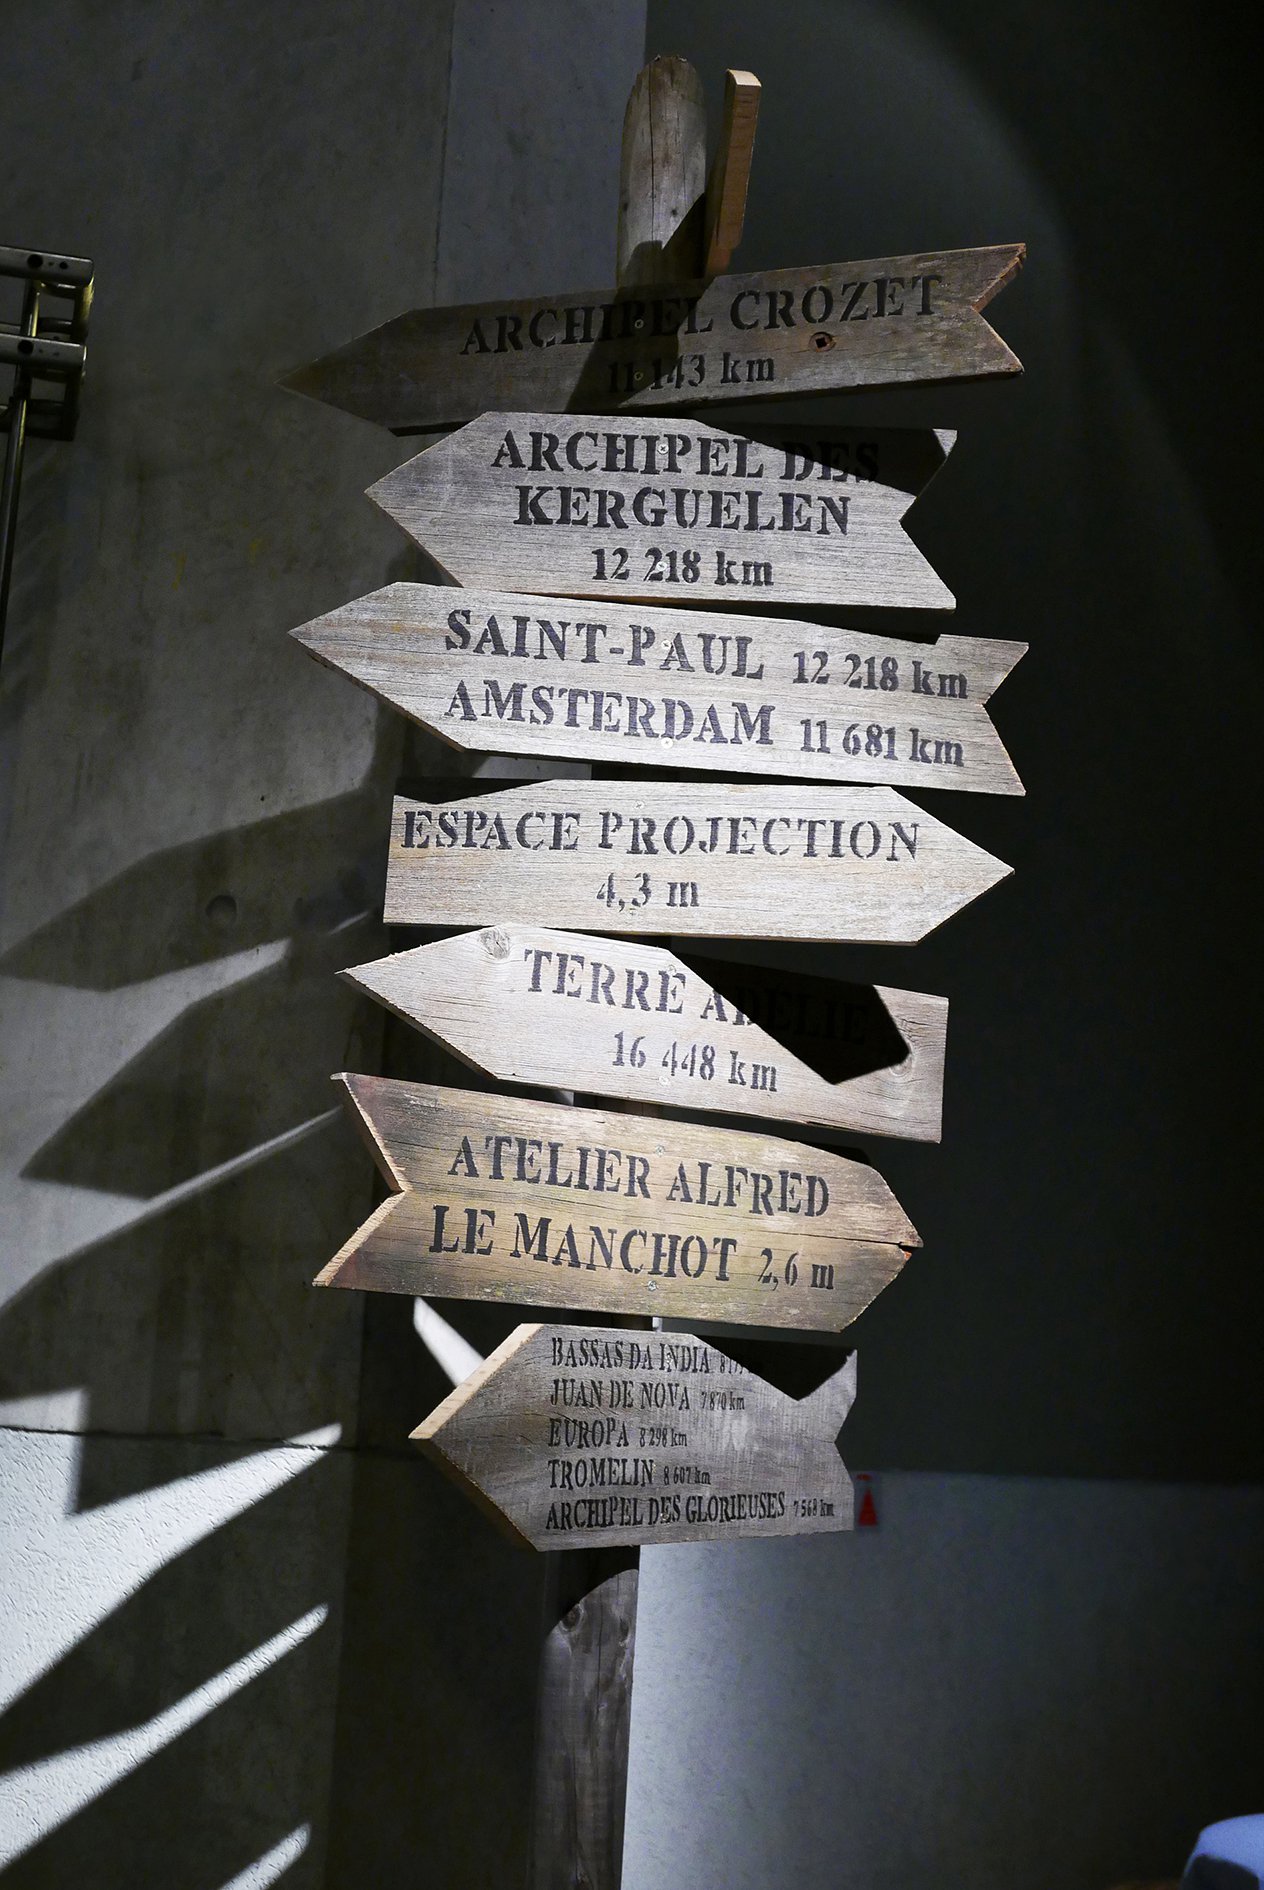 ARCHIPEL CROZET
11 143 km
ARCHIPEL DES
KERGUELEN
12 218 km
SAINT-PAUL 12 218 km
AMSTERDAM 11 681 km
ESPACE PROJECTION
4,3 m
TERRE ADELIE
16 448 km
ATELIER ALFRED
LE MANCHOT 2,6 m
BASSAS DA INDIA
JUAN DE NOVA 7 870 km
EUROPA 8 298 km
TROMELIN 8 607 km
ARCHIPEL DES GLORIEUSES 7 568 km